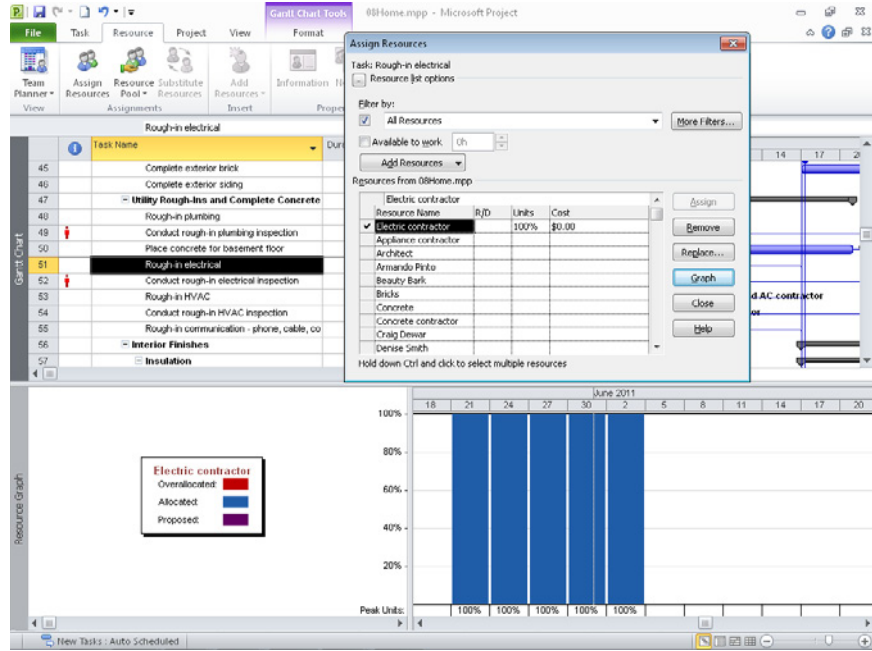 Gantt Chart Tools
08Home.mpp - Microsoft Project
File Task Resource Project View Format
Team Planner
Assign Resources
Resource Pool
Substitute Resources
Add Resources
Information
View Assignments Insert
Rough-in electrical
Task Name
45 Complete exterior brick
46 Complete exterior siding
47 Utility Rough-Ins and Complete Concrete
48 Rough-in plumbing
49 Conduct rough-in plumbing inspection
50 Place concrete for basement floor
51 Rough-in electrical
52 Conduct rough-in electrical inspection
53 Rough-in HVAC
54 Conduct rough-in HVAC inspection
55 Rough-in communication - phone, cable, co
56 Interior Finishes
57 Insulation
Gantt Chart
Assign Resources
Task: Rough-in electrical
Resource list options
Filter by:
All Resources
More Filters...
Available to work 0h
Add Resources
Resources from 08Home.mpp
Electric contractor
Resource Name R/D Units Cost
Electric contractor 100% $0.00
Appliance contractor
Architect
Armando Pinto
Beauty Bark
Bricks
Concrete
Concrete contractor
Craig Dewar
Denise Smith
Assign
Remove
Replace...
Graph
Close
Help
Hold down Ctrl and click to select multiple resources
14 17
d AC contractor
June 2011
18 21 24 27 30 2 5 8 11 14 17 20
100%
80%
60%
40%
20%
Peak Units: 100% 100% 100% 100% 100%
Electric contractor
Overallocated:
Allocated:
Proposed:
Resource Graph
New Tasks : Auto Scheduled